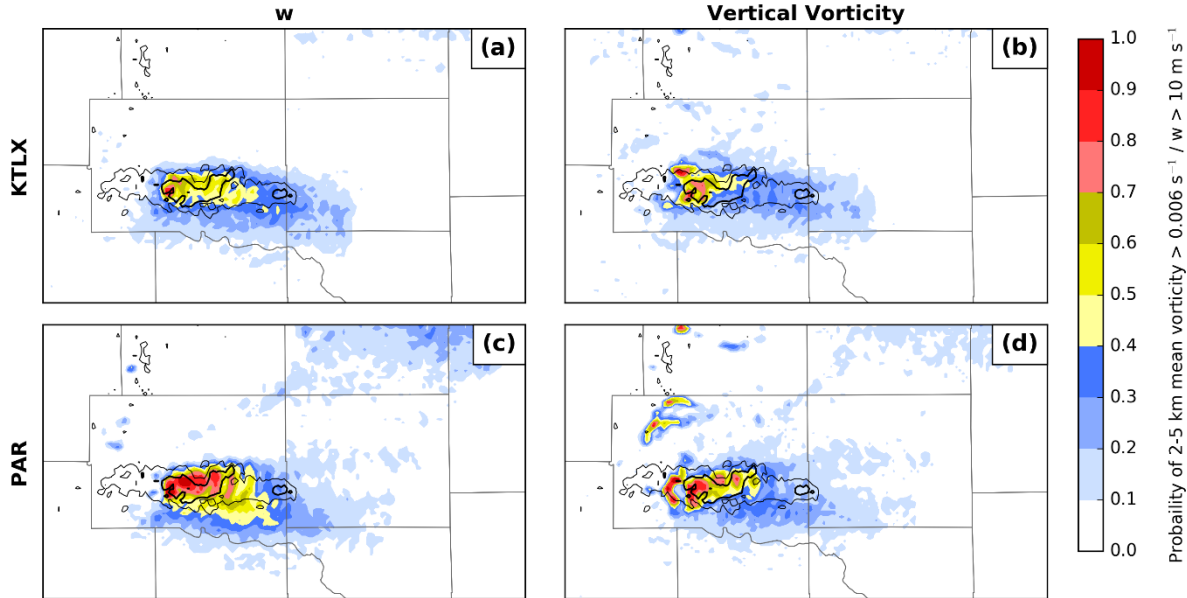 w
Vertical Vorticity
KTLX
(a)
(b)
PAR
(c)
(d)
1.0
0.9
0.8
0.7
0.6
0.5
0.4
0.3
0.2
0.1
0.0
Probaility of 2-5 km mean vorticity > 0.006 s⁻¹ / w > 10 m s⁻¹